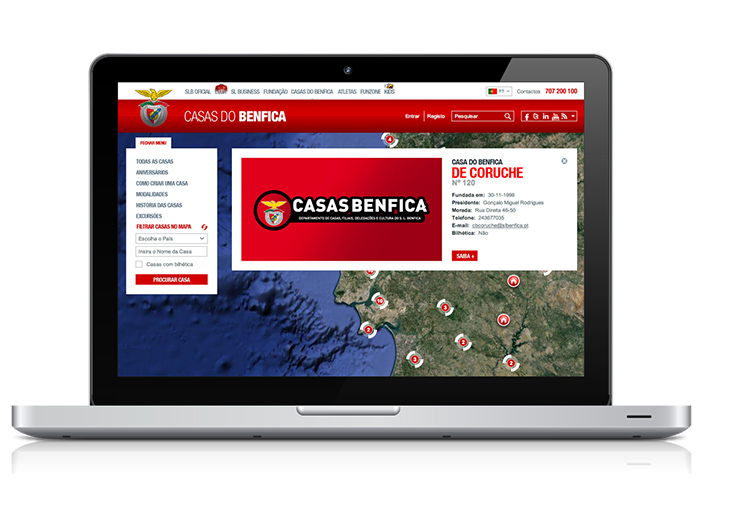 SLB OFICIAL SL BUSINESS FUNDAÇÃO CASAS DO BENFICA ATLETAS FUNZONE KIDS PT Contactos 707 200 100
CASAS DO BENFICA Entrar Registo Pesquisar
FECHAR MENU
TODAS AS CASAS
ANIVERSÁRIOS
COMO CRIAR UMA CASA
MODALIDADES
HISTÓRIA DAS CASAS
EXCURSÕES
FILTRAR CASAS NO MAPA
Escolha o País
Insira o Nome da Casa
Casas com bilhética
PROCURAR CASA
CASAS BENFICA
DEPARTAMENTO DE CASAS, FILIAIS, DELEGAÇÕES E CULTURA DO S. L. BENFICA
CASA DO BENFICA
DE CORUCHE
Nº 120
Fundada em: 30-11-1998
Presidente: Gonçalo Miguel Rodrigues
Morada: Rua Direita 45-50
Telefone: 243677035
E-mail: cbcoruche@slbenfica.pt
Bilhética: Não
SAIBA +
4
10
3
3
2
3
2